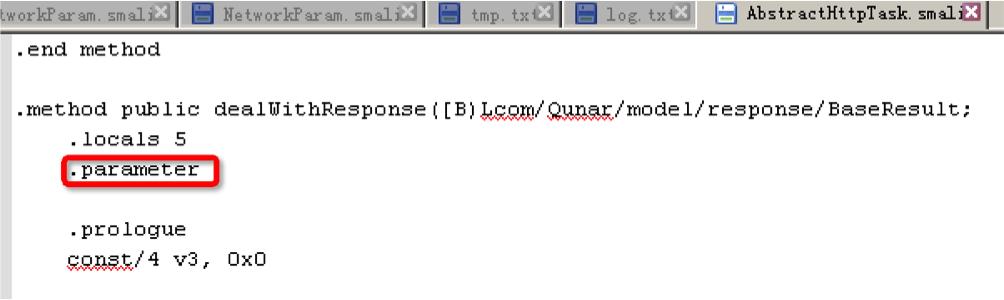 tworkParam.smali NetworkParam.smali tmp.txt log.txt AbstractHttpTask.smali
.end method
.method public dealWithResponse([B)Lcom/Qunar/model/response/BaseResult;
.locals 5
.parameter
.prologue
const/4 v3, 0x0